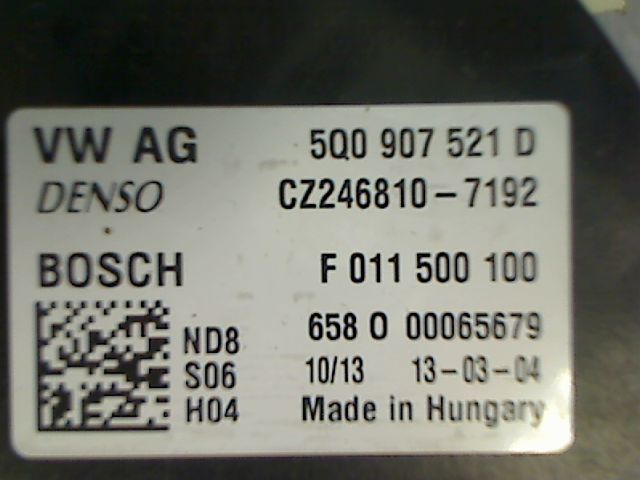 VW AG 5Q0 907 521 D
DENSO CZ246810-7192
BOSCH F 011 500 100
ND8 658 0 00065679
S06 10/13 13-03-04
H04 Made in Hungary